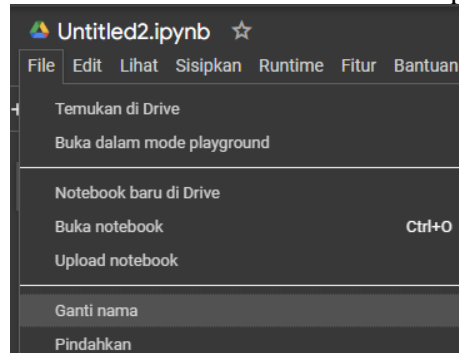 Untitled2.ipynb
File Edit Lihat Sisipkan Runtime Fitur Bantuan
+
Temukan di Drive
Buka dalam mode playground
Notebook baru di Drive
Buka notebook Ctrl+O
Upload notebook
Ganti nama
Pindahkan